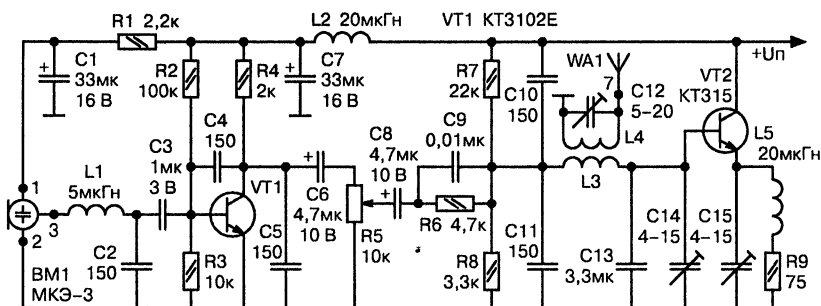 R1 2,2к
L2 20мкГн
VT1 КТ3102Е
+Uп
C1
33мк
16 В
R2
100к
R4
2к
C7
33мк
16 В
R7
22к
C10
150
WA1
7
C12
5–20
L4
VT2
КТ315
L5
20мкГн
C3
1мк
3 В
C4
150
C6
4,7мк
10 В
C8
4,7мк
10 В
C9
0,01мк
L1
5мкГн
VT1
L3
1
3
2
BM1
МКЭ–3
C2
150
R3
10к
C5
150
R5
10к
R6 4,7к
R8
3,3к
C11
150
C13
3,3мк
C14
4–15
C15
4–15
R9
75